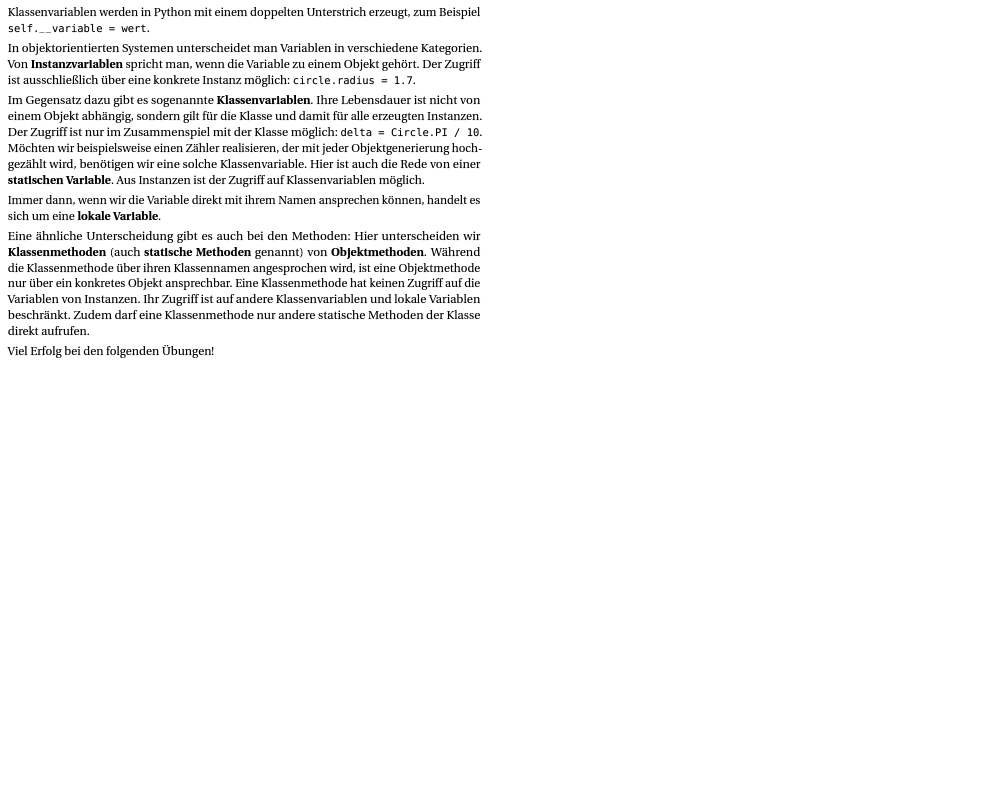 Klassenvariablen werden in Python mit einem doppelten Unterstrich erzeugt, zum Beispiel
self.__variable = wert.
In objektorientierten Systemen unterscheidet man Variablen in verschiedene Kategorien.
Von Instanzvariablen spricht man, wenn die Variable zu einem Objekt gehört. Der Zugriff
ist ausschließlich über eine konkrete Instanz möglich: circle.radius = 1.7.
Im Gegensatz dazu gibt es sogenannte Klassenvariablen. Ihre Lebensdauer ist nicht von
einem Objekt abhängig, sondern gilt für die Klasse und damit für alle erzeugten Instanzen.
Der Zugriff ist nur im Zusammenspiel mit der Klasse möglich: delta = Circle.PI / 10.
Möchten wir beispielsweise einen Zähler realisieren, der mit jeder Objektgenerierung hoch-
gezählt wird, benötigen wir eine solche Klassenvariable. Hier ist auch die Rede von einer
statischen Variable. Aus Instanzen ist der Zugriff auf Klassenvariablen möglich.
Immer dann, wenn wir die Variable direkt mit ihrem Namen ansprechen können, handelt es
sich um eine lokale Variable.
Eine ähnliche Unterscheidung gibt es auch bei den Methoden: Hier unterscheiden wir
Klassenmethoden (auch statische Methoden genannt) von Objektmethoden. Während
die Klassenmethode über ihren Klassennamen angesprochen wird, ist eine Objektmethode
nur über ein konkretes Objekt ansprechbar. Eine Klassenmethode hat keinen Zugriff auf die
Variablen von Instanzen. Ihr Zugriff ist auf andere Klassenvariablen und lokale Variablen
beschränkt. Zudem darf eine Klassenmethode nur andere statische Methoden der Klasse
direkt aufrufen.
Viel Erfolg bei den folgenden Übungen!